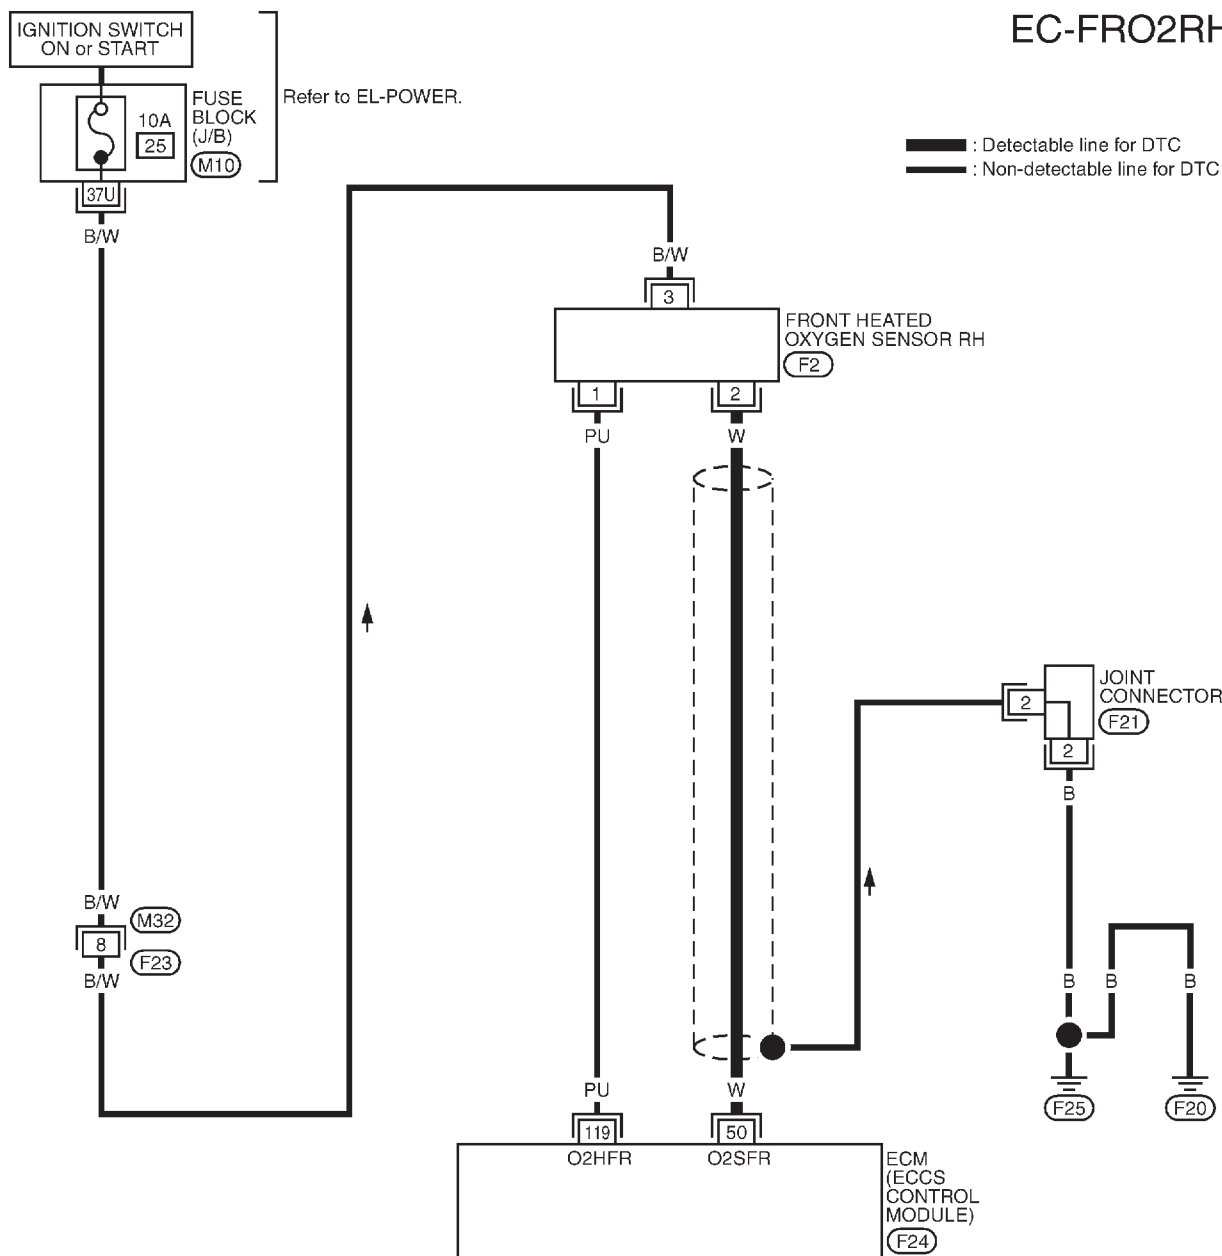 EC-FRO2RH
IGNITION SWITCH
ON or START
FUSE
BLOCK
(J/B)
M10
10A
25
Refer to EL-POWER.
37U
B/W
: Detectable line for DTC
: Non-detectable line for DTC
B/W
3
FRONT HEATED
OXYGEN SENSOR RH
F2
1
2
PU
W
JOINT
CONNECTOR
F21
2
2
B
B/W
M32
8
F23
B/W
B
B
B
F25
F20
PU
W
119
50
O2HFR
O2SFR
ECM
(ECCS
CONTROL
MODULE)
F24